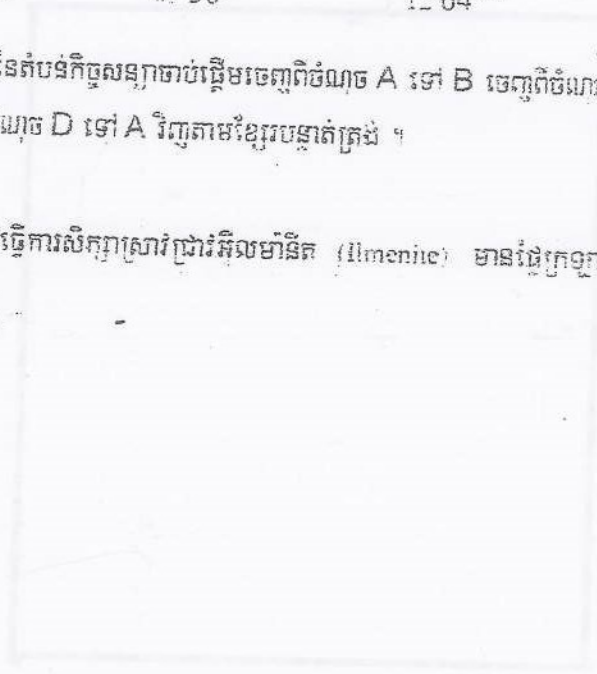 នៃតំបន់កិច្ចសន្យាចាប់ផ្ដើមចេញពីចំណុច A ទៅ B ចេញពីចំណុ
ណុច D ទៅ A វិញតាមខ្សែរបន្ទាត់ត្រង់ ។
ធ្វើការសិក្សាស្រាវជ្រាវអ៊ីលម៉ានីត (Ilmenite) មានផ្ទៃក្រឡា